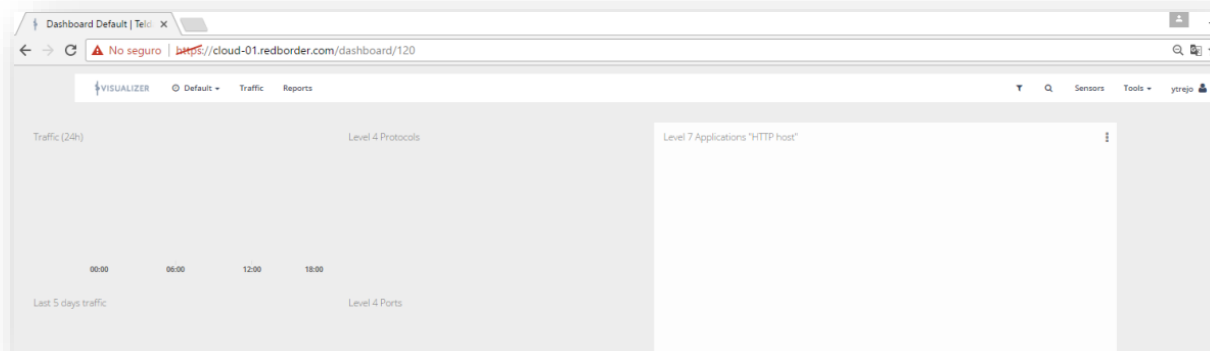 Dashboard Default | Teld
No seguro | https://cloud-01.redborder.com/dashboard/120
VISUALIZER Default Traffic Reports Sensors Tools ytrejo
Traffic (24h) Level 4 Protocols Level 7 Applications "HTTP host"
00:00 06:00 12:00 18:00
Last 5 days traffic Level 4 Ports